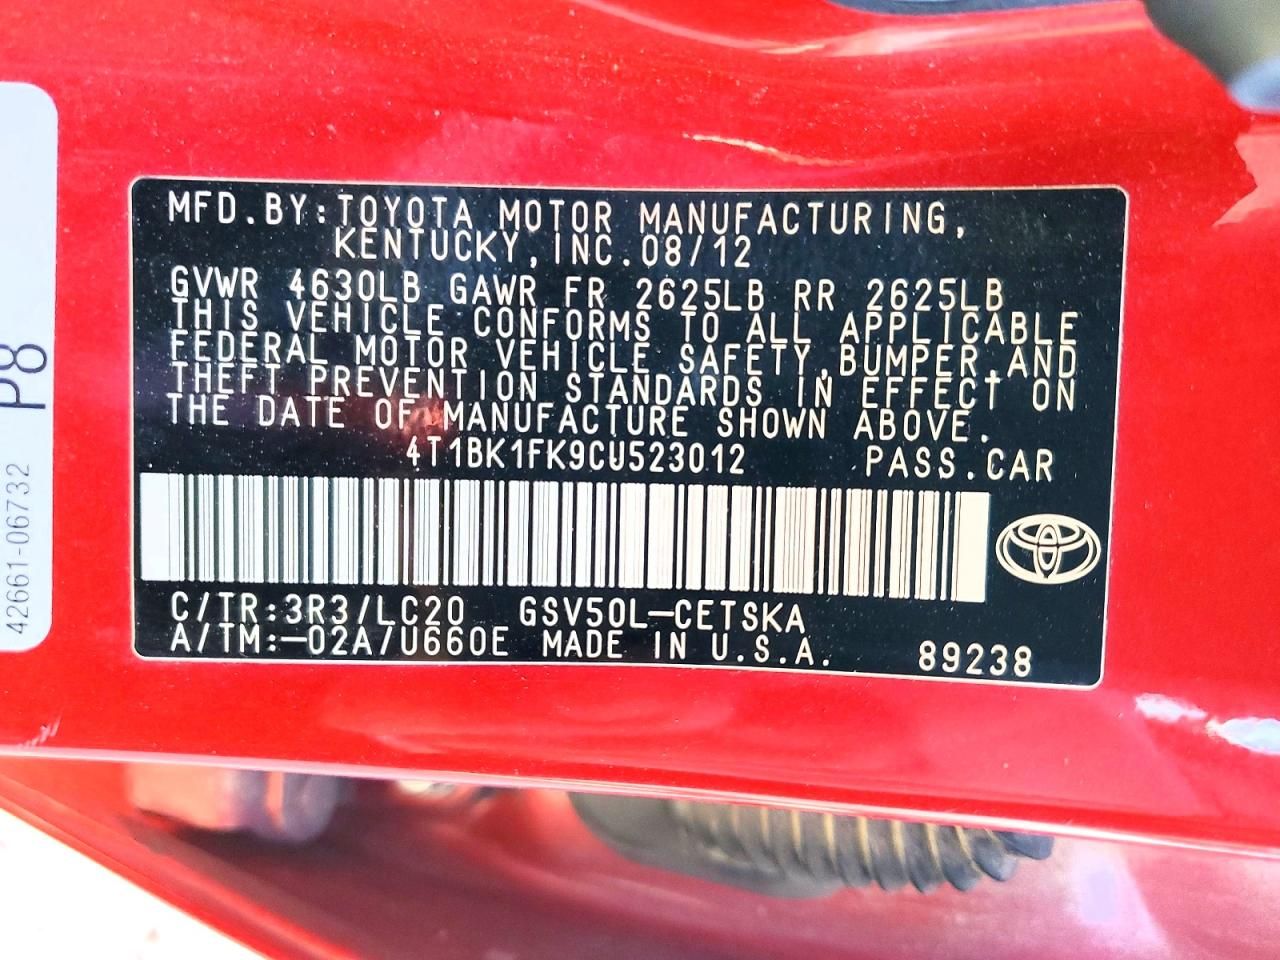 MFD.BY:TOYOTA MOTOR MANUFACTURING,
KENTUCKY,INC.08/12
GVWR 4630LB GAWR FR 2625LB RR 2625LB
THIS VEHICLE CONFORMS TO ALL APPLICABLE
FEDERAL MOTOR VEHICLE SAFETY,BUMPER,AND
THEFT PREVENTION STANDARDS IN EFFECT ON
THE DATE OF MANUFACTURE SHOWN ABOVE.
4T1BK1FK9CU523012 PASS.CAR
C/TR:3R3/LC20 GSV50L-CETSKA
A/TM:-02A/U660E MADE IN U.S.A. 89238
P8
42661-06732